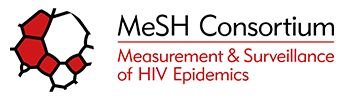 MeSH Consortium
Measurement & Surveillance
of HIV Epidemics